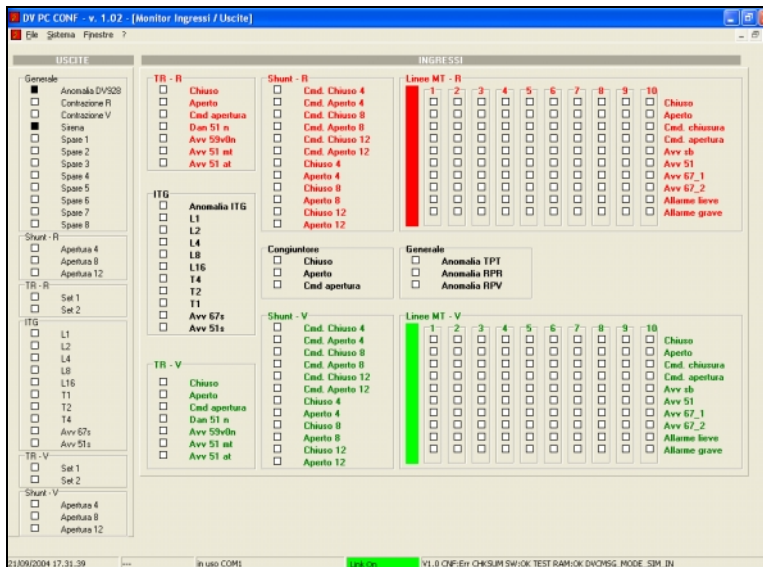 DV PC CONF - v. 1.02 - [Monitor Ingressi / Uscite]
File Sistema Finestre ?
USCITE
Generale
Anomalia DV928
Contrazione R
Contrazione V
Sirena
Spare 1
Spare 2
Spare 3
Spare 4
Spare 5
Spare 6
Spare 7
Spare 8
Shunt - R
Apertura 4
Apertura 8
Apertura 12
TR - R
Set 1
Set 2
ITG
L1
L2
L4
L8
L16
T1
T2
T4
Avv 67s
Avv 51s
TR - V
Set 1
Set 2
Shunt - V
Apertura 4
Apertura 8
Apertura 12
INGRESSI
TR - R
Chiuso
Aperto
Cmd apertura
Dan 51 n
Avv 59v0n
Avv 51 mt
Avv 51 at
ITG
Anomalia ITG
L1
L2
L4
L8
L16
T4
T2
T1
Avv 67s
Avv 51s
TR - V
Chiuso
Aperto
Cmd apertura
Dan 51 n
Avv 59v0n
Avv 51 mt
Avv 51 at
Shunt - R
Cmd. Chiuso 4
Cmd. Aperto 4
Cmd. Chiuso 8
Cmd. Aperto 8
Cmd. Chiuso 12
Cmd. Aperto 12
Chiuso 4
Aperto 4
Chiuso 8
Aperto 8
Chiuso 12
Aperto 12
Congiuntore
Chiuso
Aperto
Cmd apertura
Shunt - V
Cmd. Chiuso 4
Cmd. Aperto 4
Cmd. Chiuso 8
Cmd. Aperto 8
Cmd. Chiuso 12
Cmd. Aperto 12
Chiuso 4
Aperto 4
Chiuso 8
Aperto 8
Chiuso 12
Aperto 12
Linee MT - R
1 2 3 4 5 6 7 8 9 10
Chiuso
Aperto
Cmd. chiusura
Cmd. apertura
Avv sb
Avv 51
Avv 67_1
Avv 67_2
Allarme lieve
Allarme grave
Generale
Anomalia TPT
Anomalia RPR
Anomalia RPV
Linee MT - V
1 2 3 4 5 6 7 8 9 10
Chiuso
Aperto
Cmd. chiusura
Cmd. apertura
Avv sb
Avv 51
Avv 67_1
Avv 67_2
Allarme lieve
Allarme grave
21/09/2004 17.31.39 --- in uso COM1 Link On V1.0 CNF:Err CHKSUM SW:OK TEST RAM:OK DVCMSG_MODE_SIM_IN